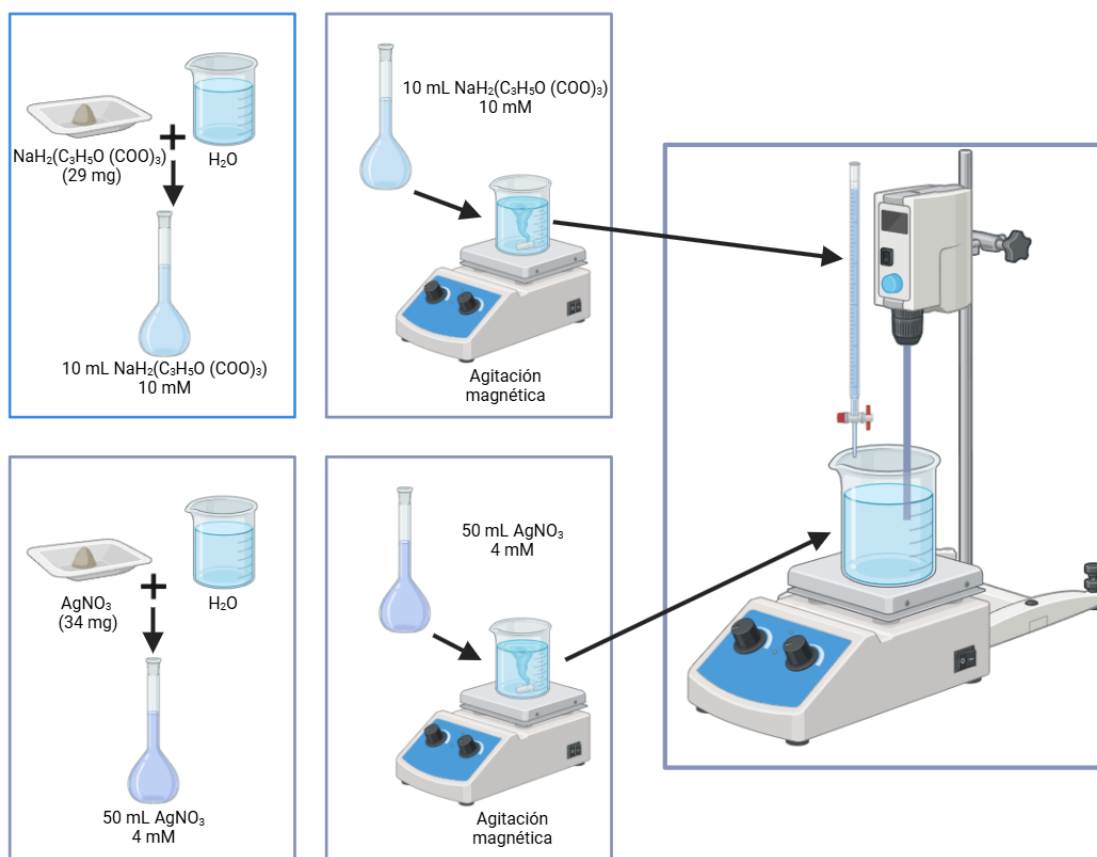 NaH₂(C₃H₅O (COO)₃)
(29 mg)
H₂O
10 mL NaH₂(C₃H₅O (COO)₃)
10 mM
10 mL NaH₂(C₃H₅O (COO)₃)
10 mM
Agitación
magnética
AgNO₃
(34 mg)
H₂O
50 mL AgNO₃
4 mM
50 mL AgNO₃
4 mM
Agitación
magnética